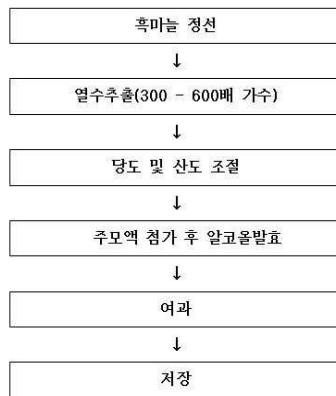 흑마늘 정선
↓
열수추출(300 - 600배 가수)
↓
당도 및 산도 조절
↓
주모액 첨가 후 알코올발효
↓
여과
↓
저장